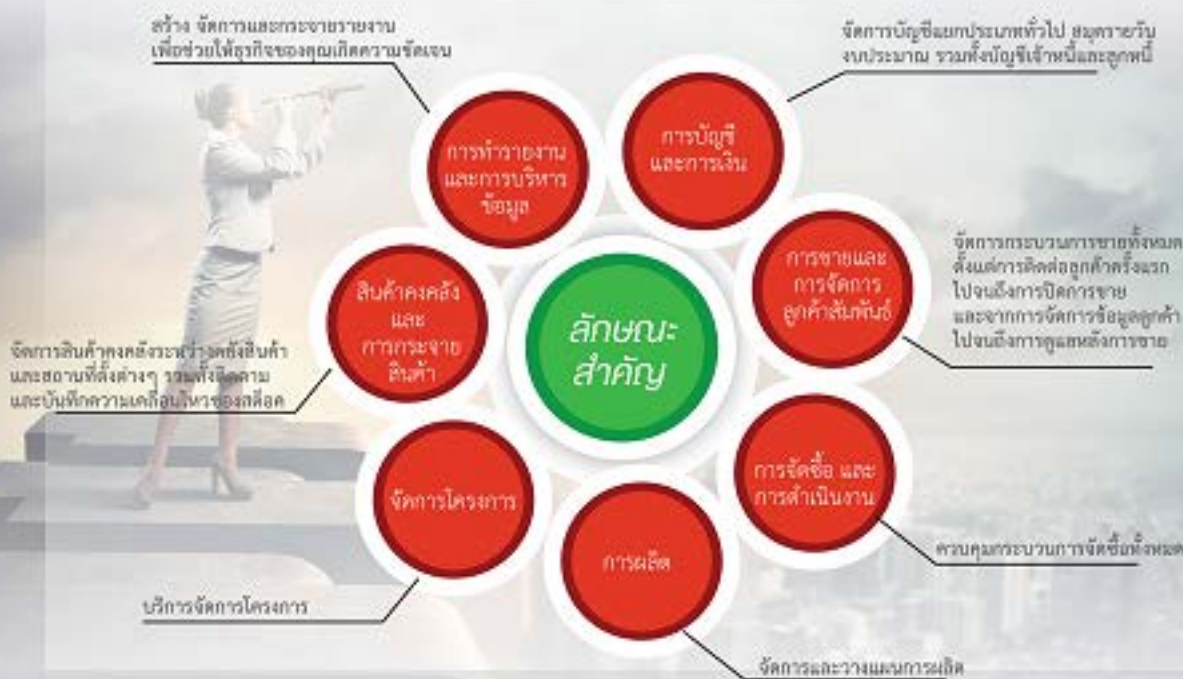 สร้าง จัดการและกระจายรายงาน
เพื่อช่วยให้ธุรกิจของคุณเกิดความชัดเจน
จัดการบัญชีแยกประเภททั่วไป สมุดรายวัน
งบประมาณ รวมทั้งบัญชีเจ้าหนี้และลูกหนี้
การทำรายงาน
และการบริหาร
ข้อมูล
การบัญชี
และการเงิน
สินค้าคงคลัง
และ
การกระจาย
สินค้า
ลักษณะ
สำคัญ
การขายและ
การจัดการ
ลูกค้าสัมพันธ์
จัดการกระบวนการขายทั้งหมด
ตั้งแต่การติดต่อลูกค้าครั้งแรก
ไปจนถึงการปิดการขาย
และจากการจัดการข้อมูลลูกค้า
ไปจนถึงการดูแลหลังการขาย
จัดการสินค้าคงคลังระหว่างคลังสินค้า
และสถานที่ตั้งต่างๆ รวมทั้งติดตาม
และบันทึกความเคลื่อนไหวของสต็อค
จัดการโครงการ
การผลิต
การจัดซื้อ และ
การดำเนินงาน
ควบคุมกระบวนการจัดซื้อทั้งหมด
บริการจัดการโครงการ
จัดการและวางแผนการผลิต